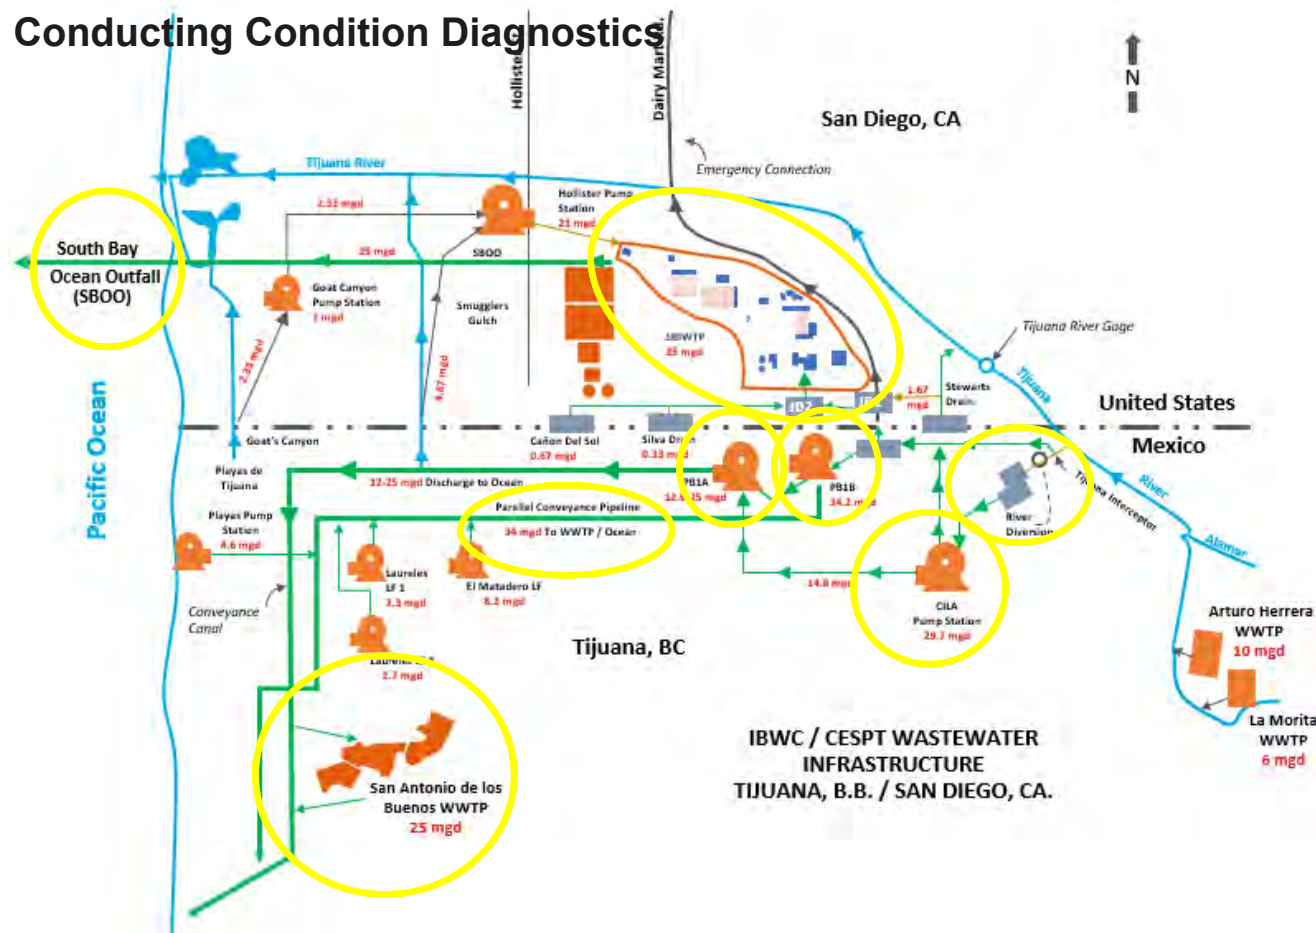 Conducting Condition Diagnostics
N
San Diego, CA
Emergency Connection
Tijuana River
Hollister Pump
Station
21 mgd
2.33 mgd
South Bay
Ocean Outfall
(SBOO)
25 mgd
SBOO
Goat Canyon
Pump Station
7 mgd
Smugglers
Gulch
SBIWTP
25 mgd
Tijuana River Gage
2.33 mgd
4.67 mgd
Tijuana
JB2
1.67
mgd
Stewarts
Drain
United States
Mexico
Pacific Ocean
Goat's Canyon
Cañon Del Sol
0.67 mgd
Silva Drain
0.33 mgd
Playas de
Tijuana
12-25 mgd Discharge to Ocean
PB1A
PB1B
34.2 mgd
Tijuana Interceptor
River
Alamar
River
Diversion
Parallel Conveyance Pipeline
34 mgd To WWTP / Ocean
Playas Pump
Station
4.6 mgd
Laureles
LF 1
3.3 mgd
El Matadero LF
8.2 mgd
14.8 mgd
CILA
Pump Station
29.7 mgd
Conveyance
Canal
2.7 mgd
Tijuana, BC
Arturo Herrera
WWTP
10 mgd
La Morita
WWTP
6 mgd
San Antonio de los
Buenos WWTP
25 mgd
IBWC / CESPT WASTEWATER
INFRASTRUCTURE
TIJUANA, B.B. / SAN DIEGO, CA.